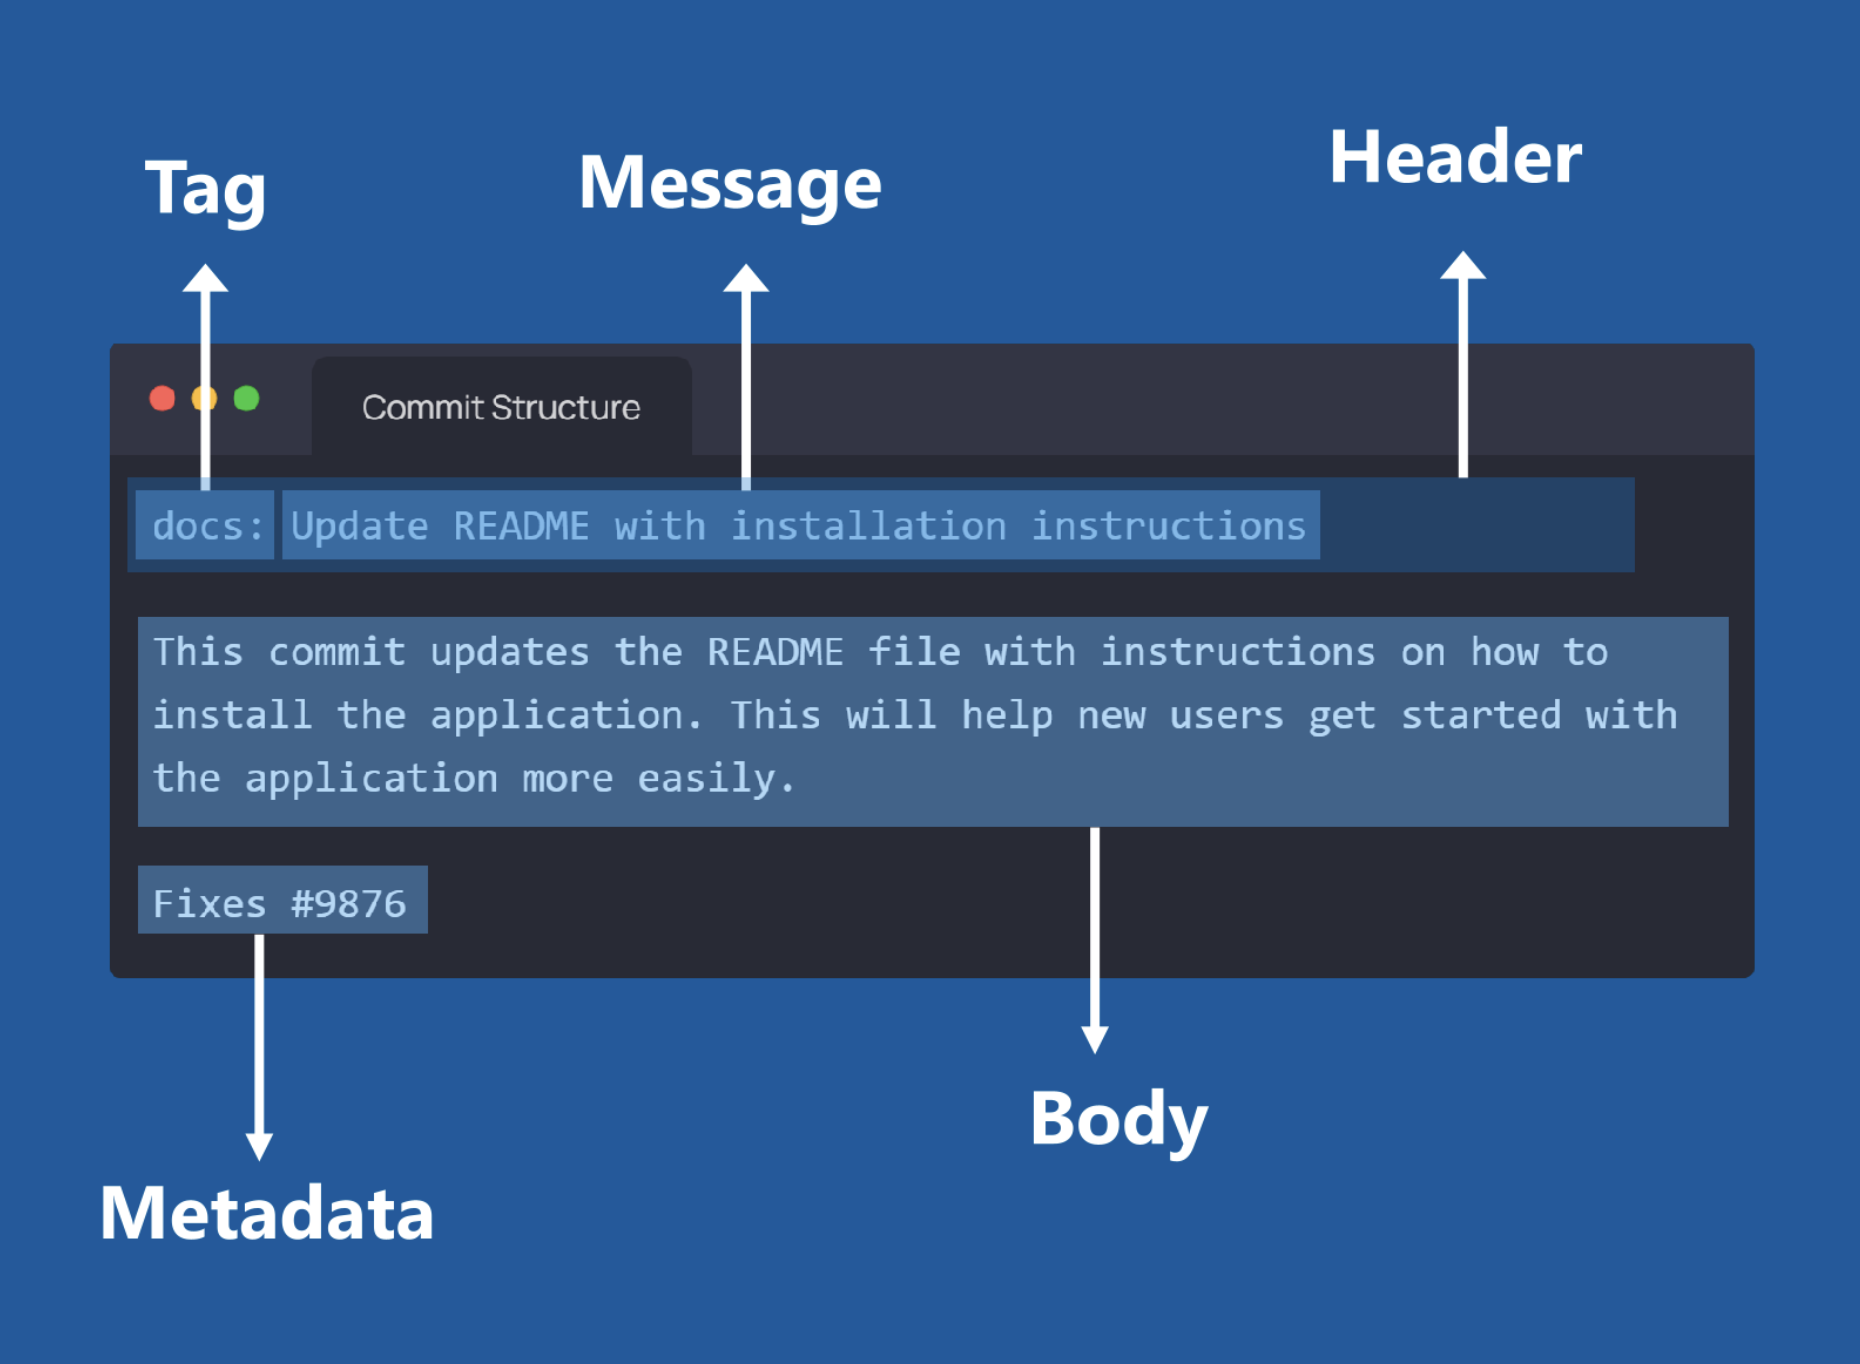 Tag
Message
Header
Commit Structure
docs: Update README with installation instructions
This commit updates the README file with instructions on how to
install the application. This will help new users get started with
the application more easily.
Fixes #9876
Body
Metadata